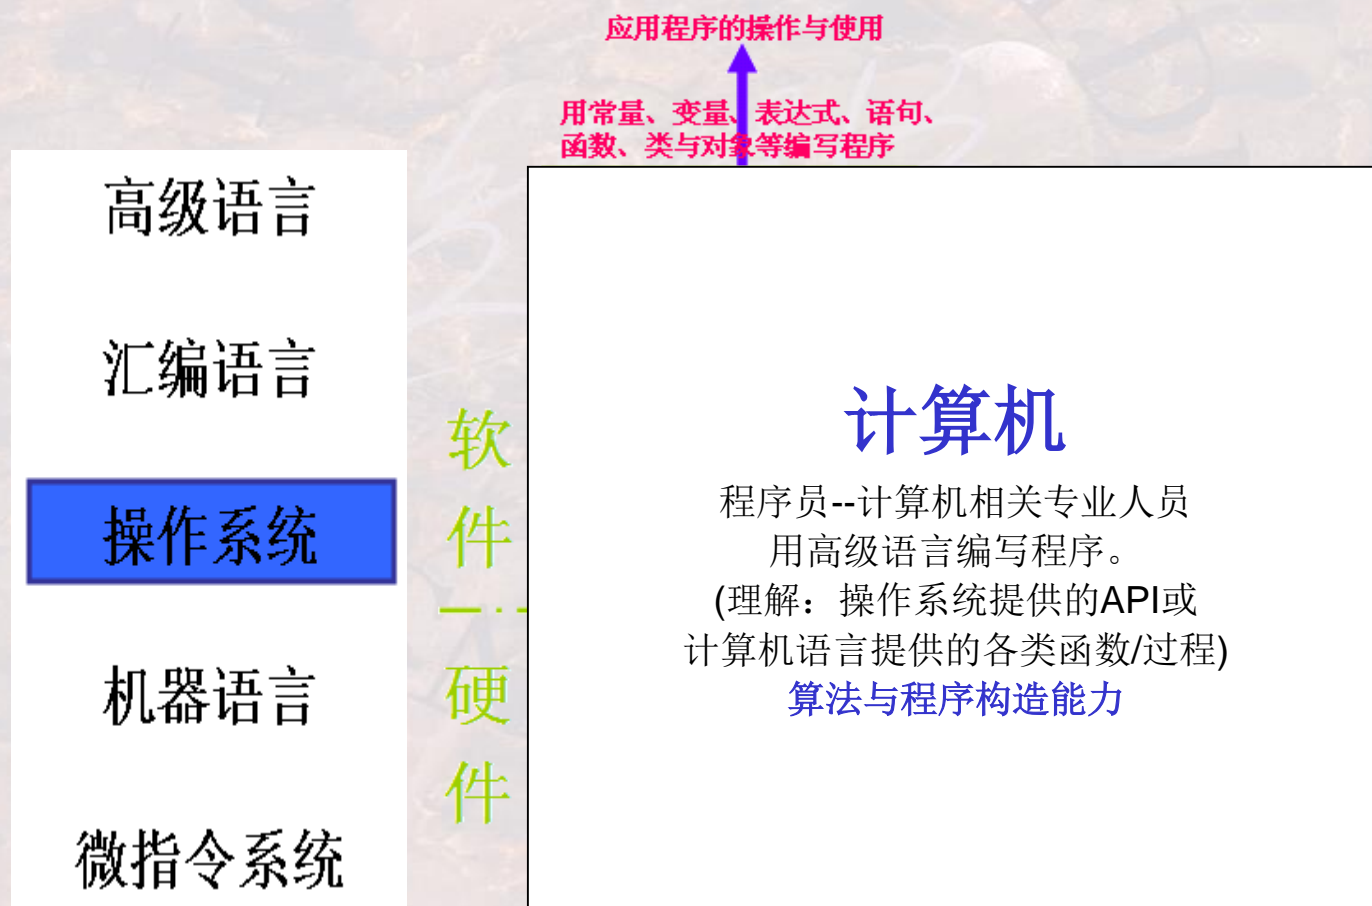 应用程序的操作与使用
用常量、变量、表达式、语句、
函数、类与对象等编写程序
高级语言
汇编语言
操作系统
机器语言
微指令系统
软
件
硬
件
计算机
程序员--计算机相关专业人员
用高级语言编写程序。
(理解：操作系统提供的API或
计算机语言提供的各类函数/过程)
算法与程序构造能力